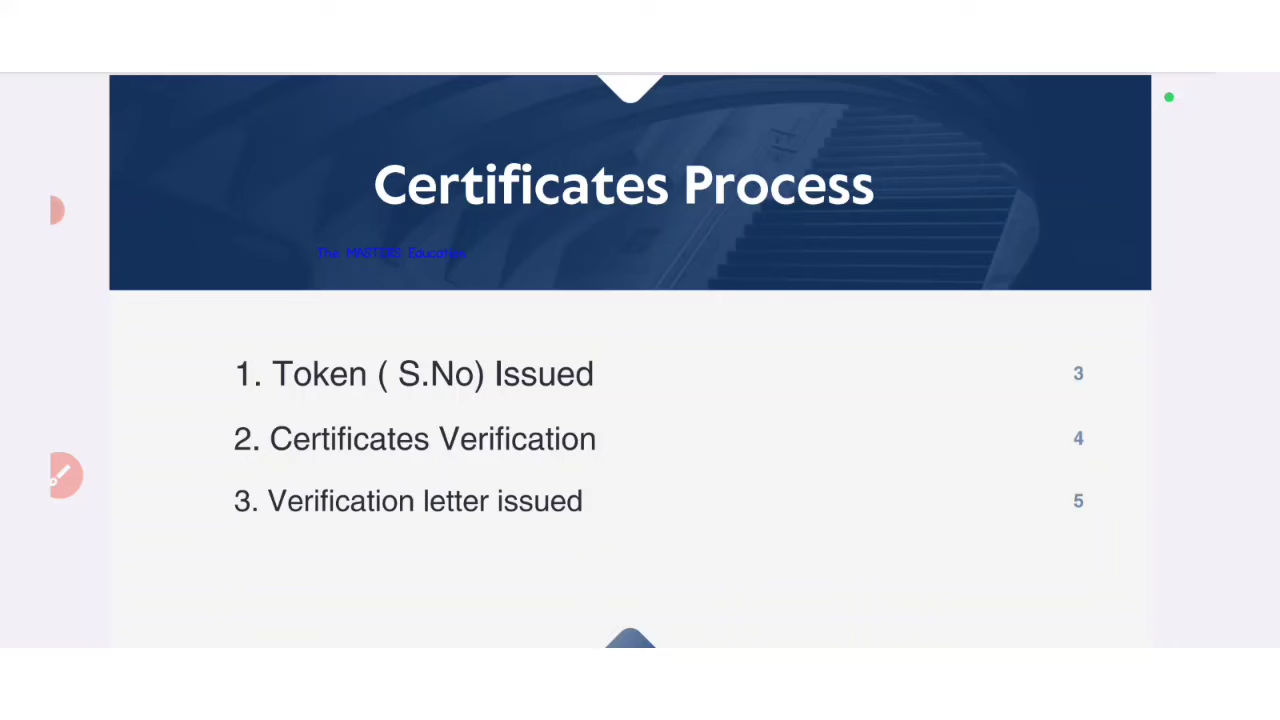 Certificates Process
The MASTERS Education
1. Token ( S.No) Issued 3
2. Certificates Verification 4
3. Verification letter issued 5